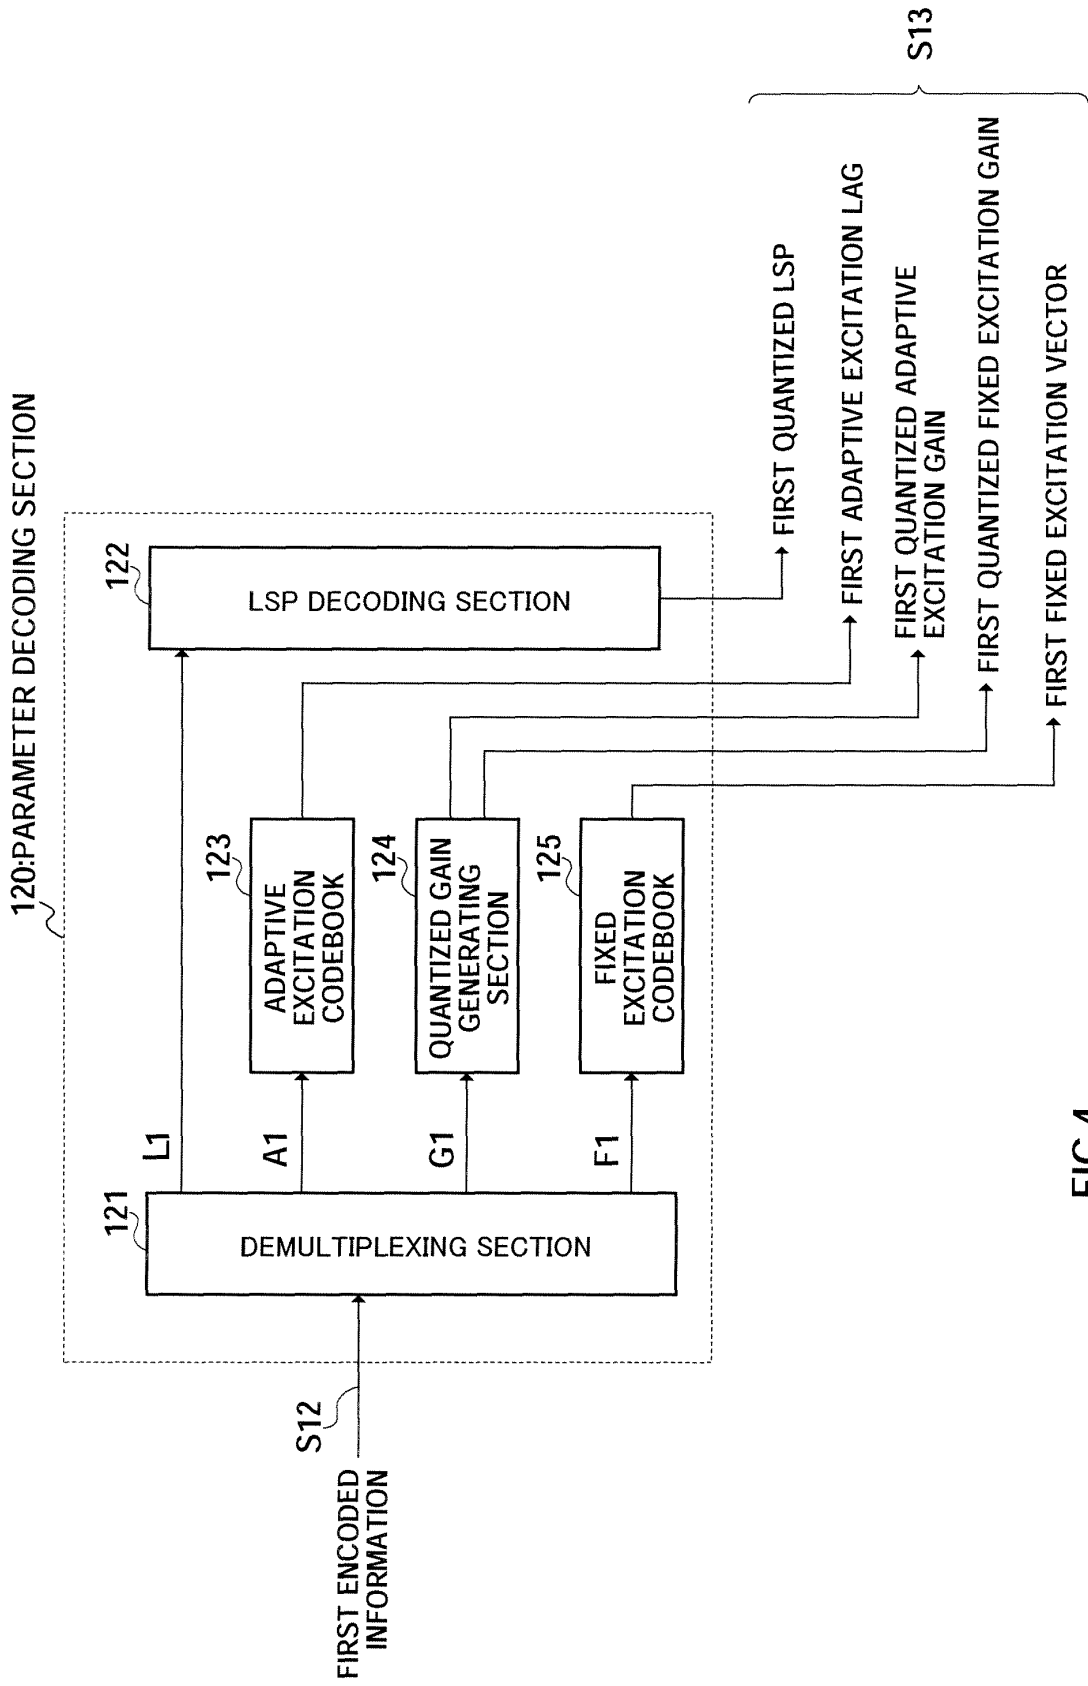 120:PARAMETER DECODING SECTION
121
DEMULTIPLEXING SECTION
S12
FIRST ENCODED
INFORMATION
L1
A1
G1
F1
122
LSP DECODING SECTION
123
ADAPTIVE
EXCITATION
CODEBOOK
124
QUANTIZED GAIN
GENERATING
SECTION
125
FIXED
EXCITATION
CODEBOOK
FIRST QUANTIZED LSP
FIRST ADAPTIVE EXCITATION LAG
FIRST QUANTIZED ADAPTIVE
EXCITATION GAIN
FIRST QUANTIZED FIXED EXCITATION GAIN
FIRST FIXED EXCITATION VECTOR
S13
FIG.4